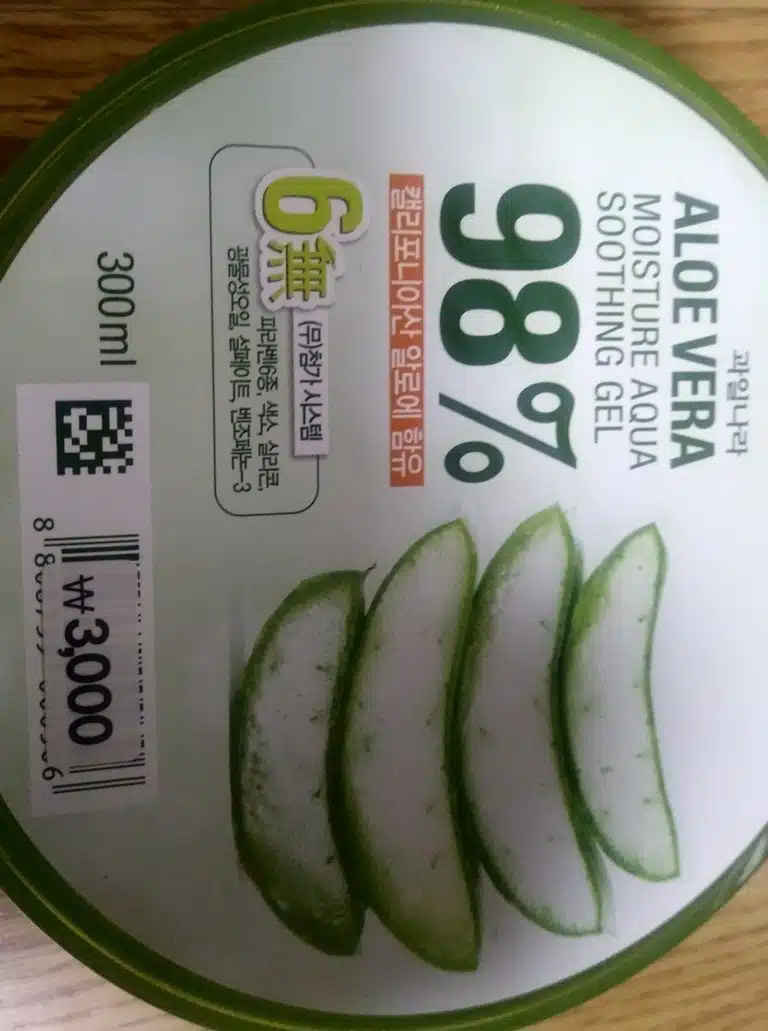 과일나라
ALOE VERA
MOISTURE AQUA
SOOTHING GEL
98%
캘리포니아산 알로에 함유
6無
(무)첨가 시스템
파라벤6종, 색소, 실리콘,
광물성오일, 설페이트, 벤조페논-3
300ml
₩3,000